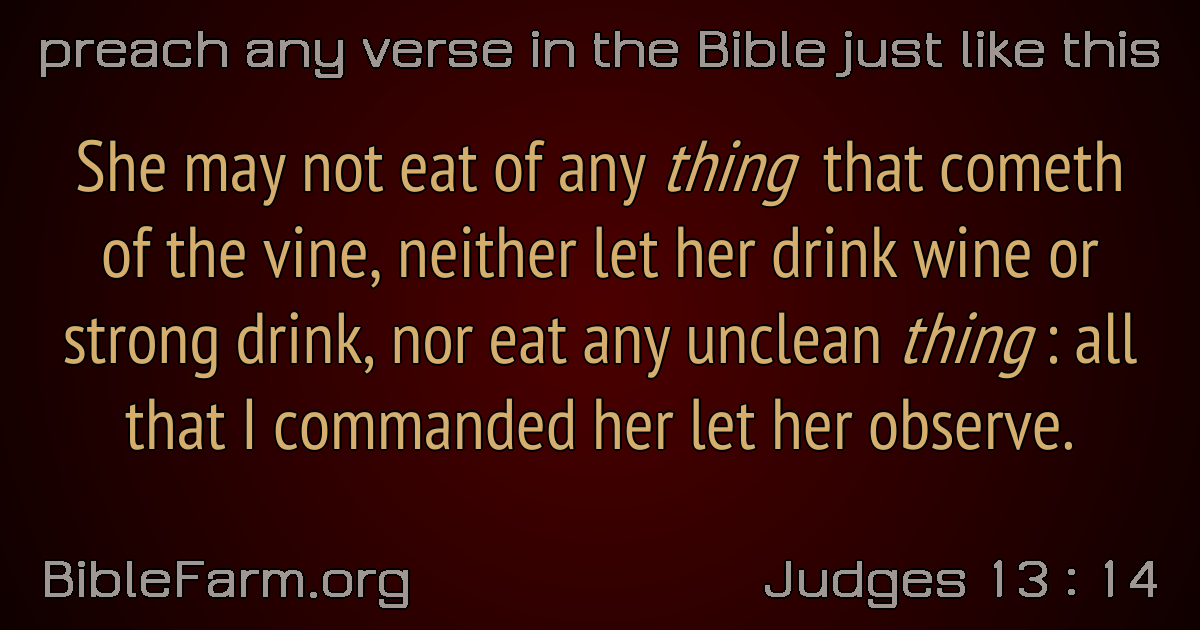 preach any verse in the Bible just like this
She may not eat of any thing that cometh
of the vine, neither let her drink wine or
strong drink, nor eat any unclean thing : all
that I commanded her let her observe.
BibleFarm.org
Judges 13 : 14